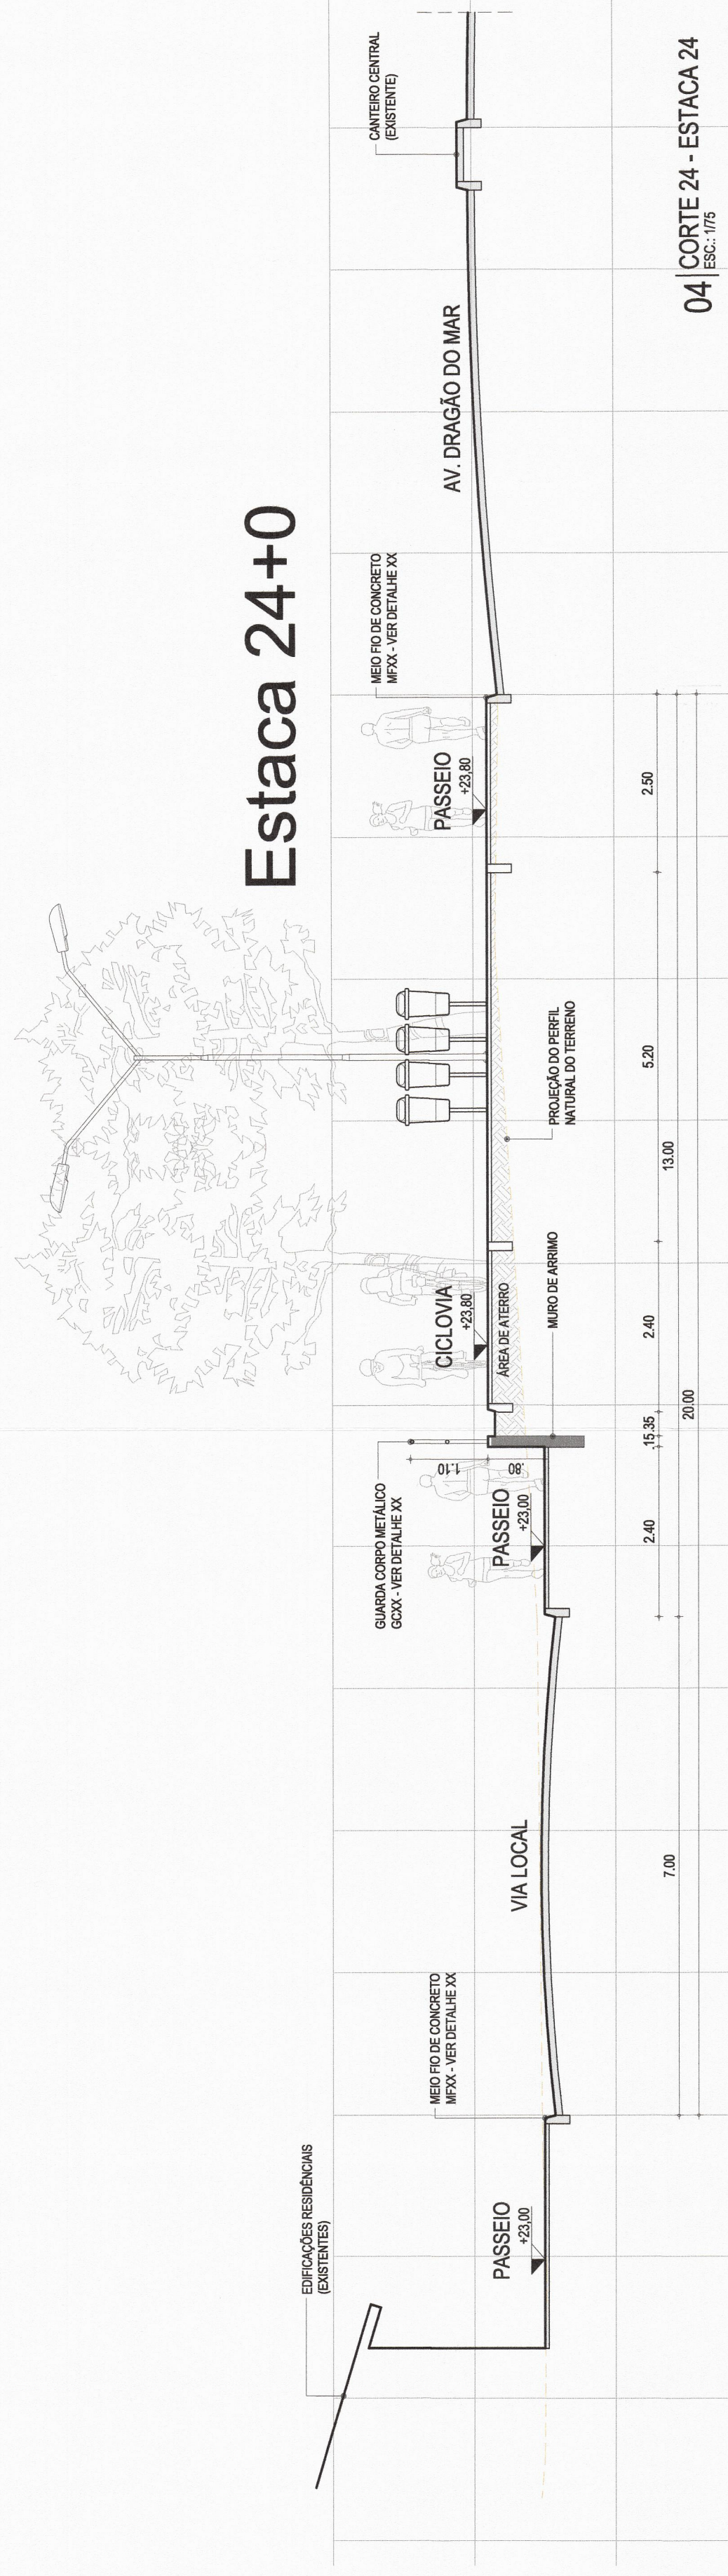 Estaca 24+0
EDIFICAÇÕES RESIDÊNCIAIS
(EXISTENTES)
PASSEIO
+23,00
MEIO FIO DE CONCRETO
MFXX - VER DETALHE XX
VIA LOCAL
GUARDA CORPO METÁLICO
GCXX - VER DETALHE XX
PASSEIO
+23,00
1.10
.80
CICLOVIA
+23,80
ÁREA DE ATERRO
MURO DE ARRIMO
PROJEÇÃO DO PERFIL
NATURAL DO TERRENO
PASSEIO
+23,80
MEIO FIO DE CONCRETO
MFXX - VER DETALHE XX
AV. DRAGÃO DO MAR
CANTEIRO CENTRAL
(EXISTENTE)
2.40
.15
.35
2.40
5.20
2.50
7.00
13.00
20.00
04
CORTE 24 - ESTACA 24
ESC.: 1/75